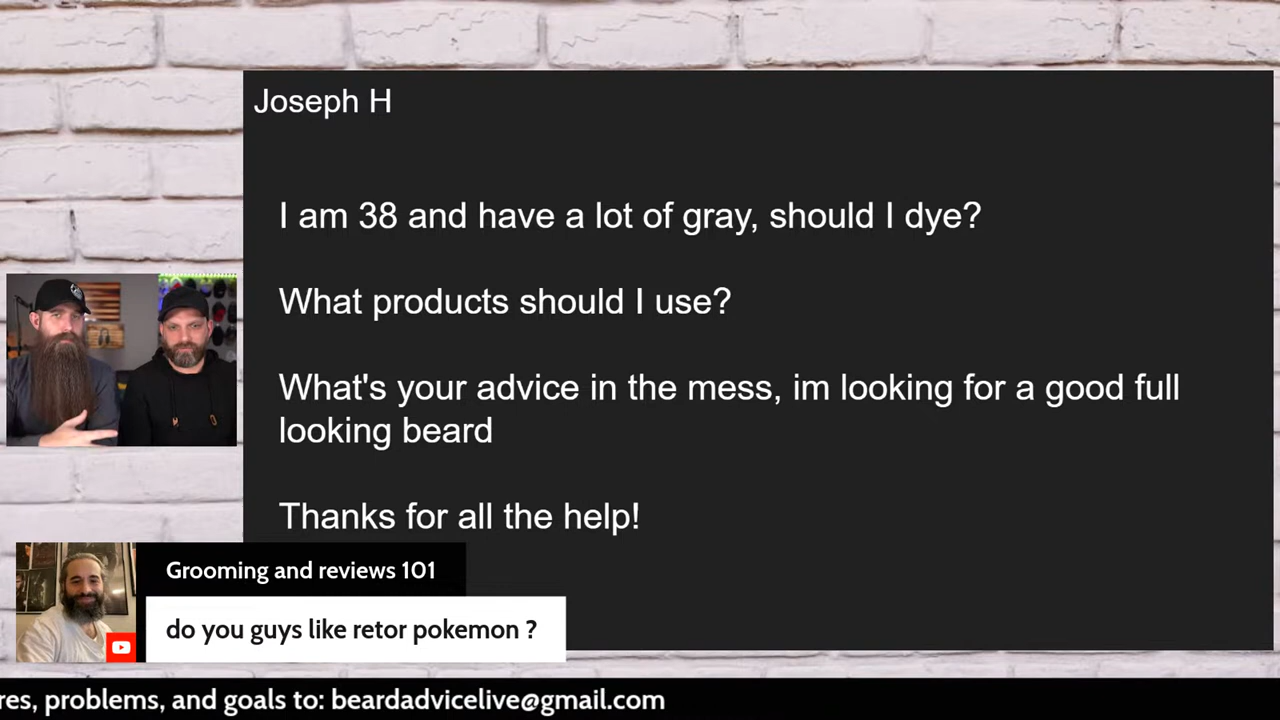 Joseph H
I am 38 and have a lot of gray, should I dye?
What products should I use?
What's your advice in the mess, im looking for a good full
looking beard
Thanks for all the help!
Grooming and reviews 101
do you guys like retor pokemon ?
res, problems, and goals to: beardadvicelive@gmail.com